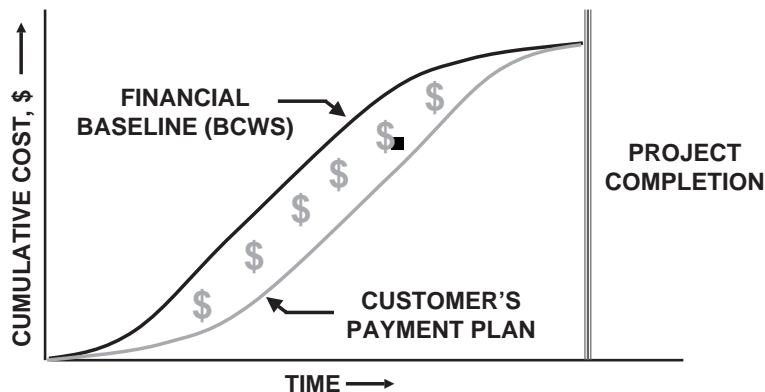 CUMULATIVE COST, $
FINANCIAL
BASELINE (BCWS)
$
$
$
$
$
$
PROJECT
COMPLETION
CUSTOMER'S
PAYMENT PLAN
TIME